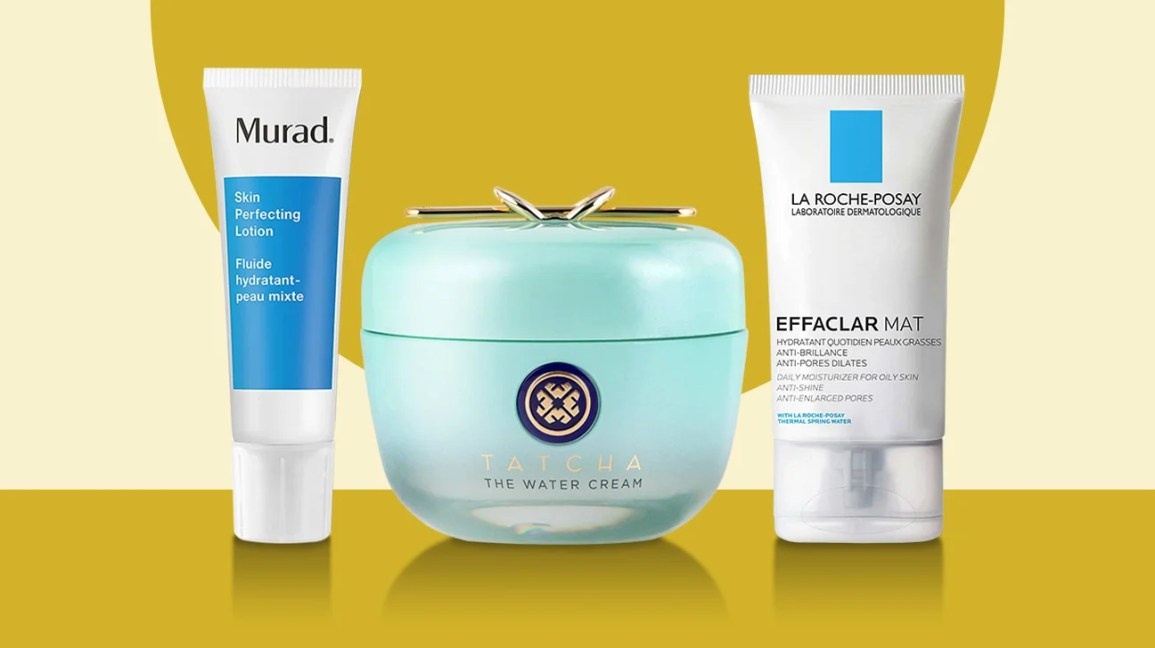 Murad.
Skin
Perfecting
Lotion
Fluide
hydratant-
peau mixte
TATCHA
THE WATER CREAM
LA ROCHE-POSAY
LABORATOIRE DERMATOLOGIQUE
EFFACLAR MAT
HYDRATANT QUOTIDIEN PEAUX GRASSES
ANTI-BRILLANCE
ANTI-PORES DILATES
DAILY MOISTURIZER FOR OILY SKIN
ANTI-SHINE
ANTI-ENLARGED PORES
WITH LA ROCHE-POSAY
THERMAL SPRING WATER